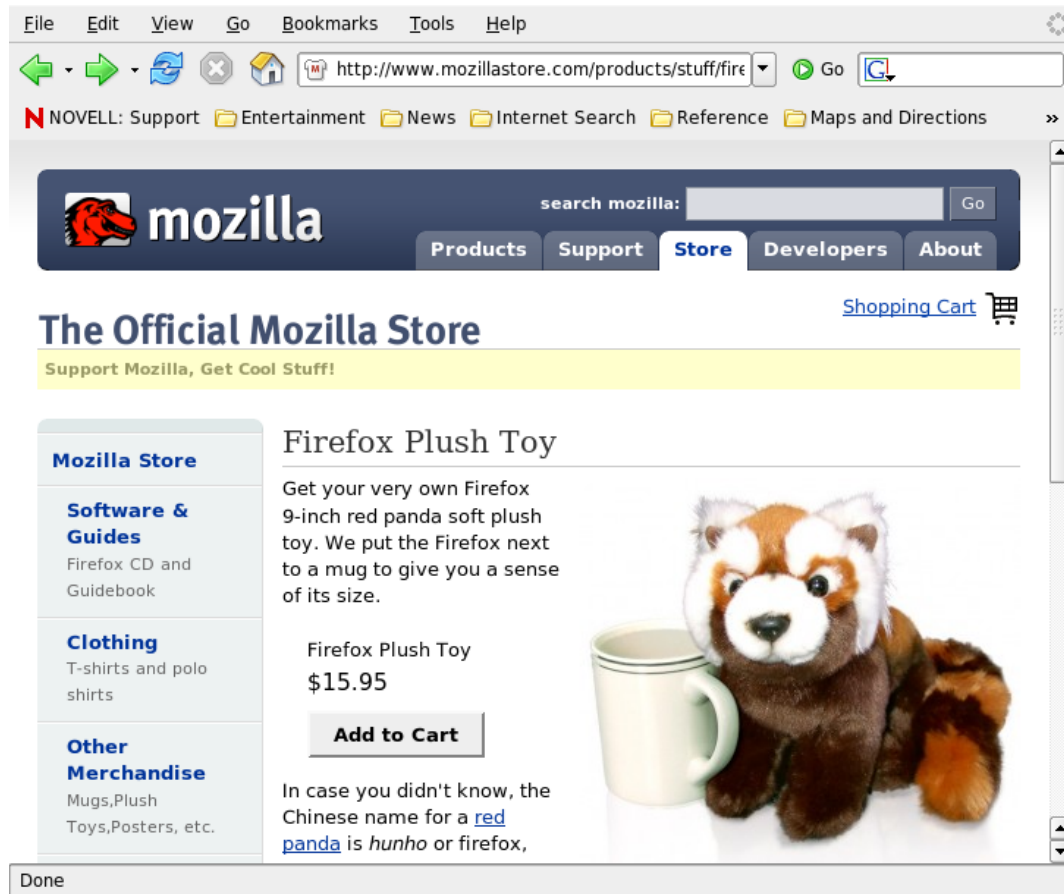 File Edit View Go Bookmarks Tools Help
http://www.mozillastore.com/products/stuff/fire Go G
N NOVELL: Support Entertainment News Internet Search Reference Maps and Directions »
mozilla
search mozilla: Go
Products Support Store Developers About
Shopping Cart
The Official Mozilla Store
Support Mozilla, Get Cool Stuff!
Mozilla Store
Software &
Guides
Firefox CD and
Guidebook
Clothing
T-shirts and polo
shirts
Other
Merchandise
Mugs,Plush
Toys,Posters, etc.
Firefox Plush Toy
Get your very own Firefox
9-inch red panda soft plush
toy. We put the Firefox next
to a mug to give you a sense
of its size.
Firefox Plush Toy
$15.95
Add to Cart
In case you didn't know, the
Chinese name for a red
panda is hunho or firefox,
Done